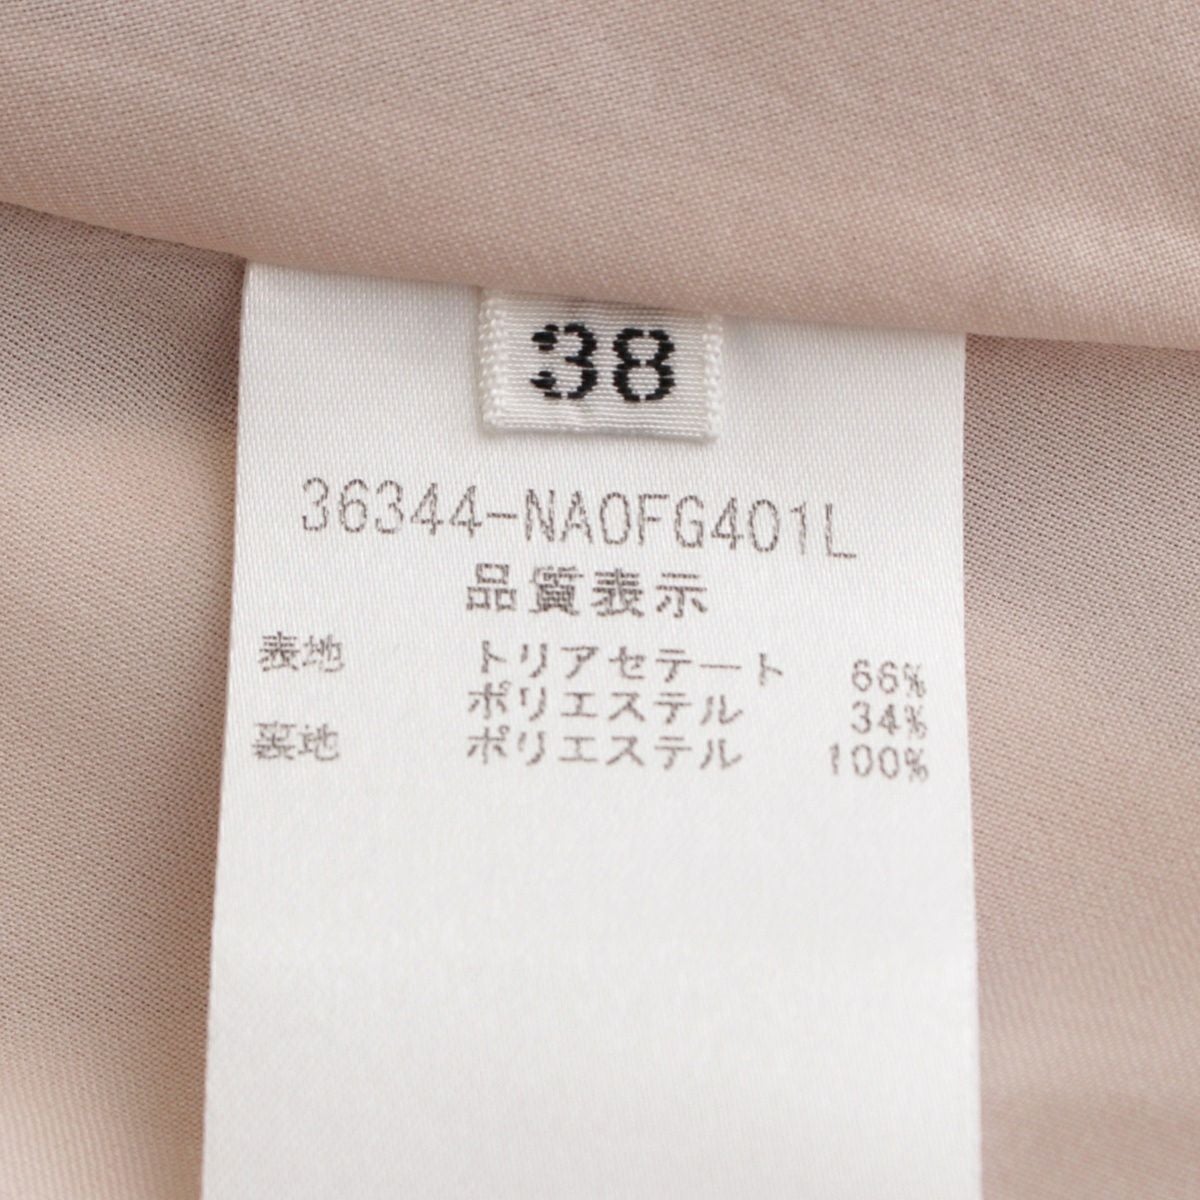 38
36344-NA0FG401L
品質表示
表地 トリアセテート 66%
ポリエステル 34%
裏地 ポリエステル 100%